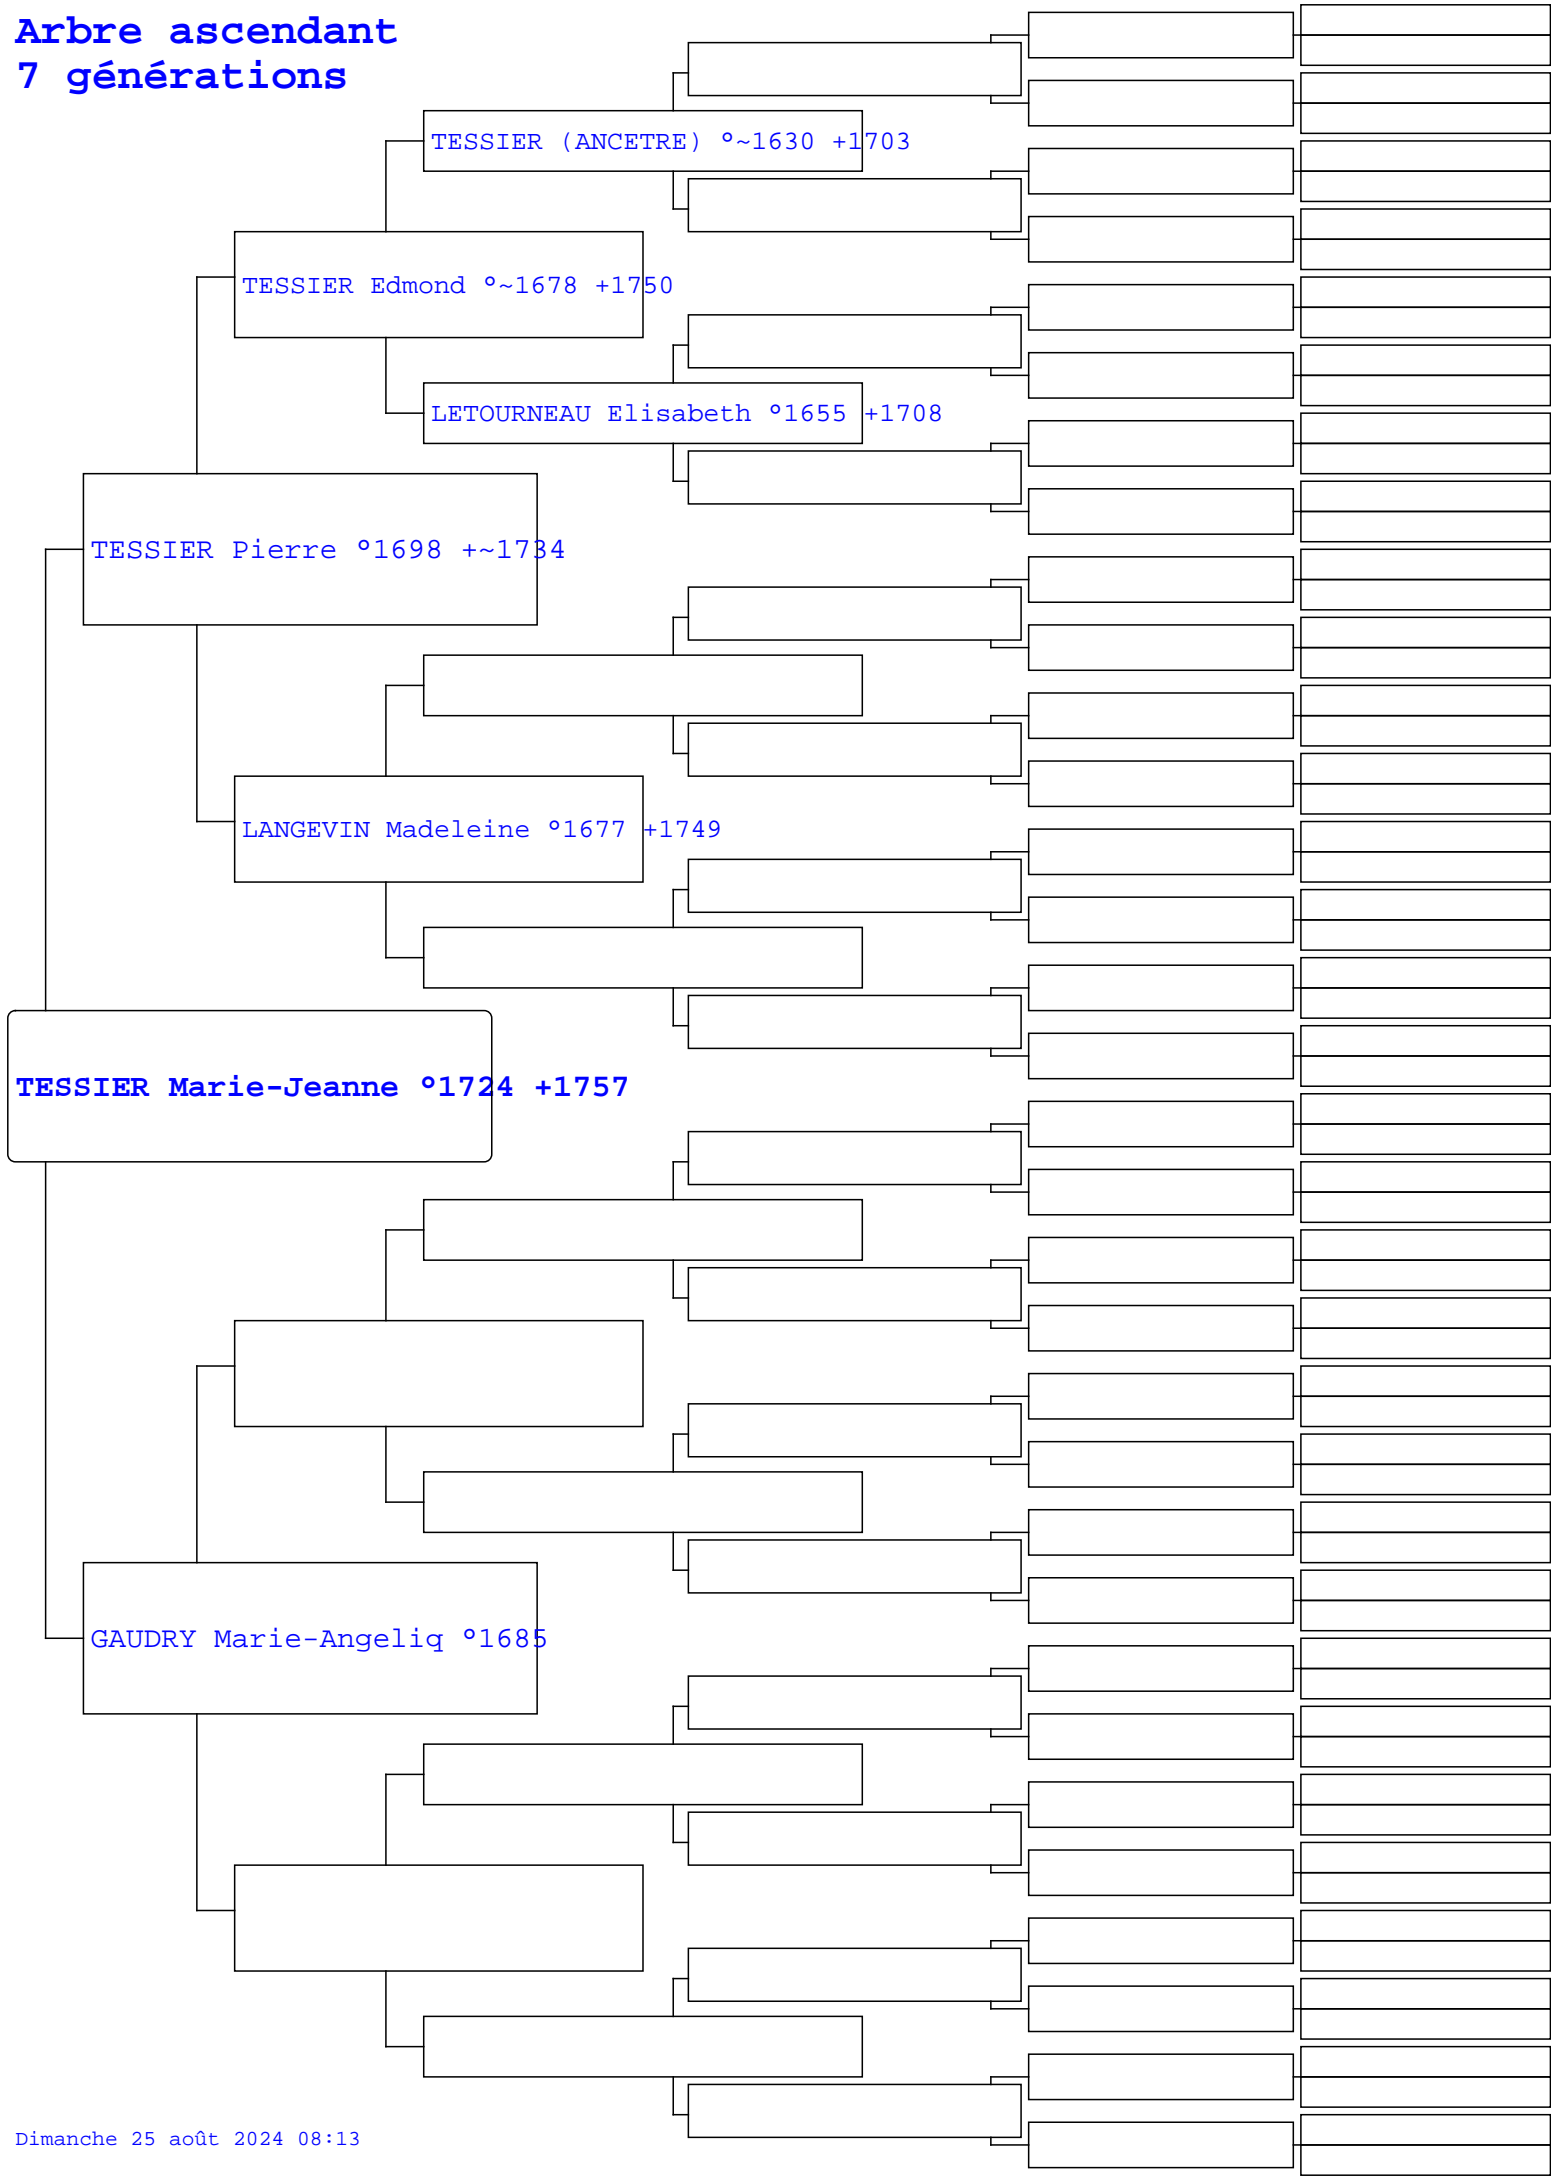 Arbre ascendant
7 générations
TESSIER (ANCETRE) °~1630 +1703
TESSIER Edmond °~1678 +1750
LETOURNEAU Elisabeth °1655 +1708
TESSIER Pierre °1698 +~1734
LANGEVIN Madeleine °1677 +1749
TESSIER Marie-Jeanne °1724 +1757
GAUDRY Marie-Angeliq °1685
Dimanche 25 août 2024 08:13